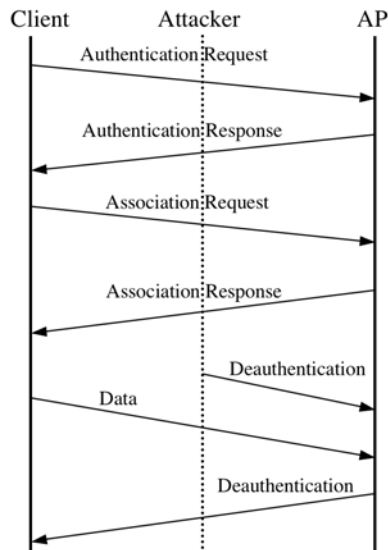 Client Attacker AP
Authentication Request
Authentication Response
Association Request
Association Response
Deauthentication
Data
Deauthentication